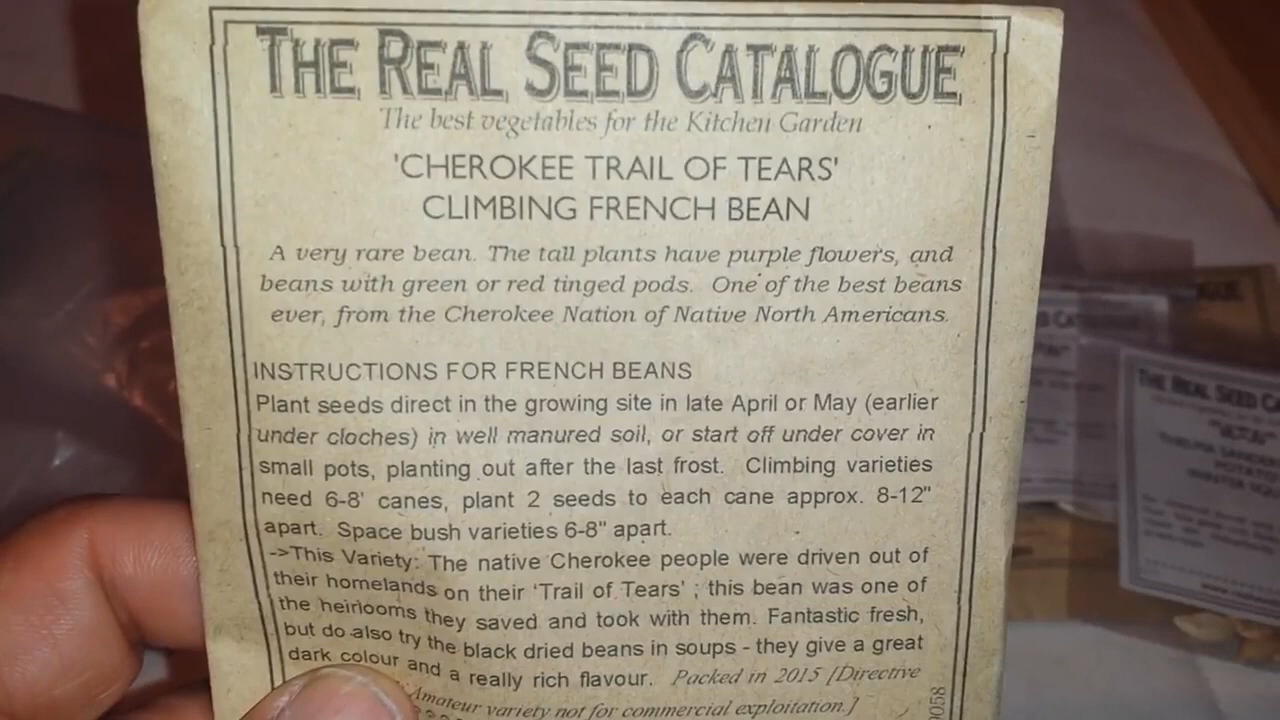 THE REAL SEED CATALOGUE
The best vegetables for the Kitchen Garden
'CHEROKEE TRAIL OF TEARS'
CLIMBING FRENCH BEAN
A very rare bean. The tall plants have purple flowers, and
beans with green or red tinged pods. One of the best beans
ever, from the Cherokee Nation of Native North Americans.
INSTRUCTIONS FOR FRENCH BEANS
Plant seeds direct in the growing site in late April or May (earlier
under cloches) in well manured soil, or start off under cover in
small pots, planting out after the last frost. Climbing varieties
need 6-8' canes, plant 2 seeds to each cane approx. 8-12"
apart. Space bush varieties 6-8" apart.
->This Variety: The native Cherokee people were driven out of
their homelands on their 'Trail of Tears' ; this bean was one of
the heirlooms they saved and took with them. Fantastic fresh,
but do also try the black dried beans in soups - they give a great
dark colour and a really rich flavour. Packed in 2015 [Directive
Amateur variety not for commercial exploitation.]
THE REAL SEED